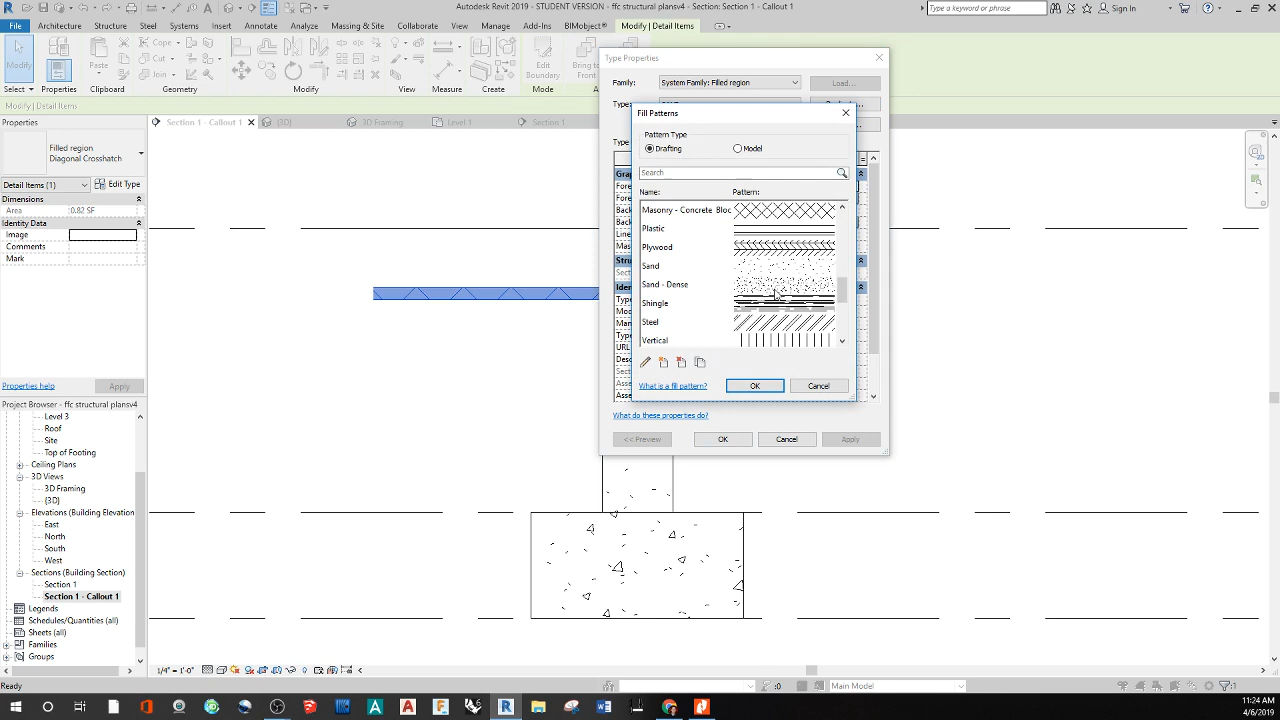 Autodesk Revit 2019 - STUDENT VERSION - ffc structural plansv4 - Section: Section 1 - Callout 1
Type a keyword or phrase
Sign In
File Architecture Structure Steel Systems Insert Annotate Analyze Massing & Site Collaborate View Manage Add-Ins BIMobject® BIM Interoperability Tools Modify | Detail Items
Modify
Properties
Paste
Cope
Cut
Join
Edit Boundary
Bring to Front
Select Properties Clipboard Geometry Modify View Measure Create Mode
Modify | Detail Items
Properties
Filled region
Diagonal Crosshatch
Detail Items (1)
Edit Type
Dimensions
Area 0.82 SF
Identity Data
Image
Comments
Mark
Properties help
Apply
Section 1 - Callout 1
{3D}
3D Framing
Level 1
Section 1
Type Properties
Family: System Family: Filled region Load...
Type:
Fill Patterns
Pattern Type
Drafting Model
Search
Name: Pattern:
Masonry - Concrete Bloc
Plastic
Plywood
Sand
Sand - Dense
Shingle
Steel
Vertical
What is a fill pattern?
OK Cancel
What do these properties do?
<< Preview OK Cancel Apply
Project Browser - ffc structural plansv4
Level 3
Roof
Site
Top of Footing
Ceiling Plans
3D Views
3D Framing
{3D}
Elevations (Building Elevation
East
North
South
West
Sections (Building Section)
Section 1
Section 1 - Callout 1
Legends
Schedules/Quantities (all)
Sheets (all)
Families
Groups
1/4" = 1'-0"
Ready
:0
Main Model
:1
11:24 AM
4/6/2019